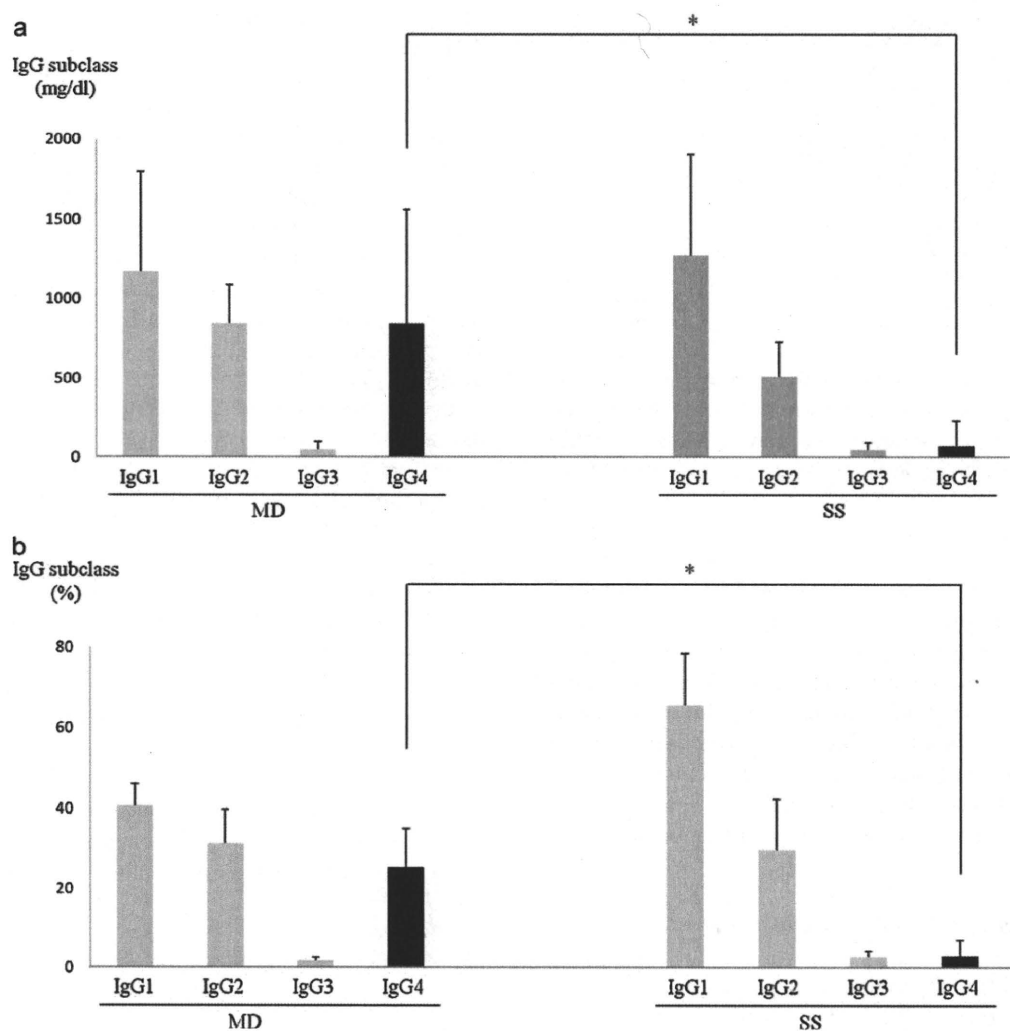 a
IgG subclass
(mg/dl)
*
2000
1500
1000
500
0
IgG1 IgG2 IgG3 IgG4 IgG1 IgG2 IgG3 IgG4
MD SS
b
IgG subclass
(%)
*
80
60
40
20
0
IgG1 IgG2 IgG3 IgG4 IgG1 IgG2 IgG3 IgG4
MD SS